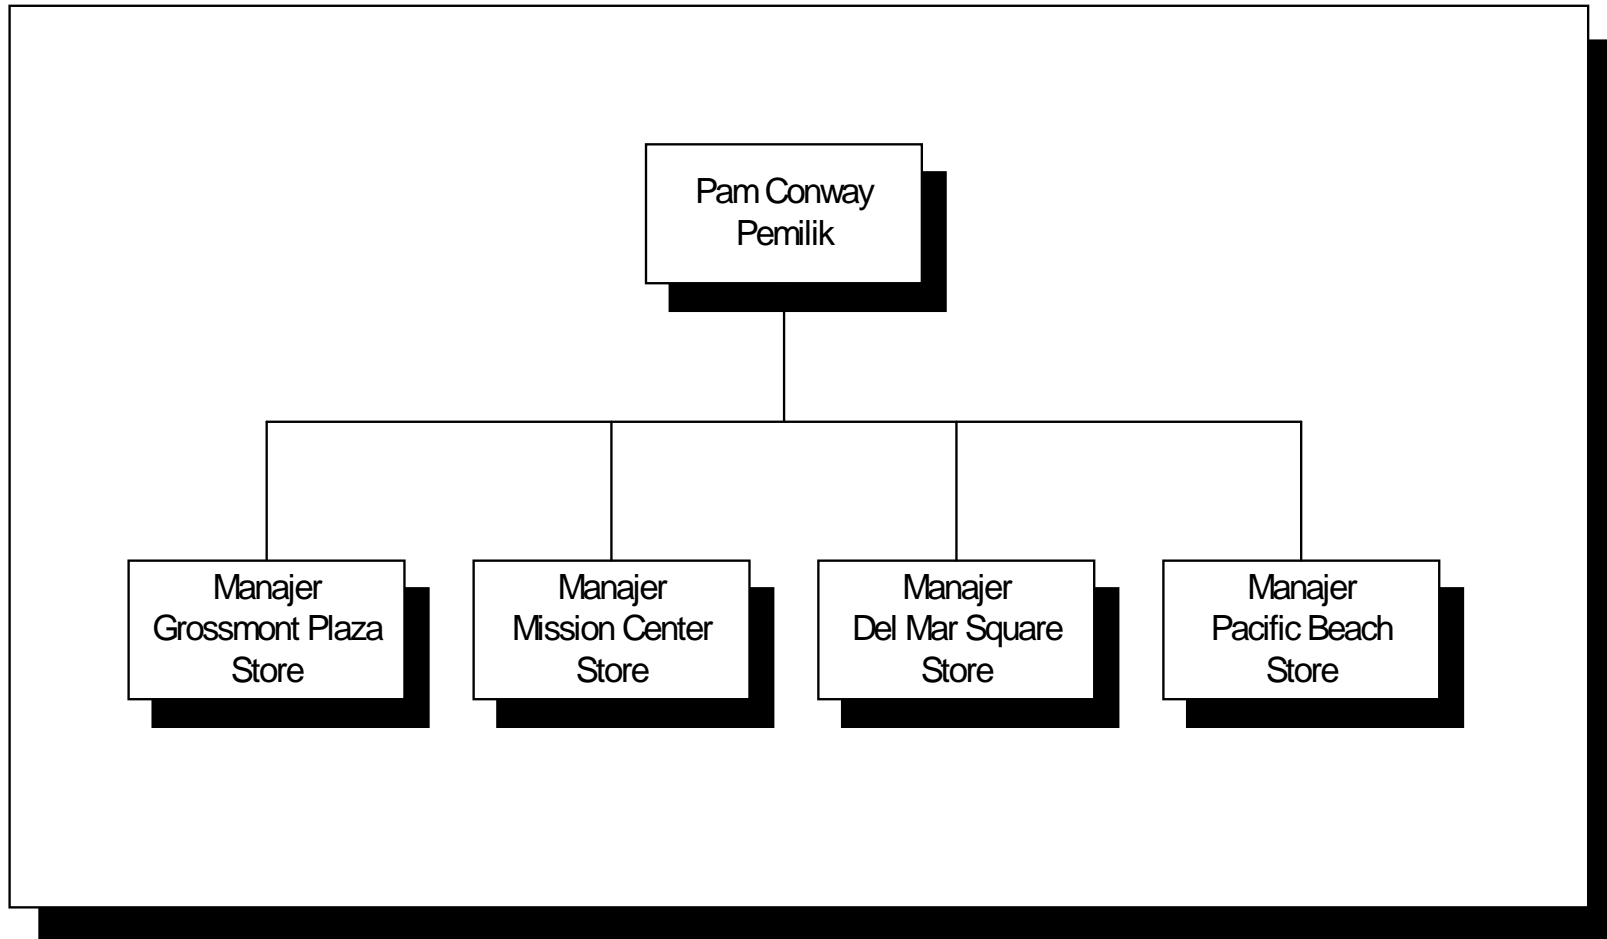 Pam Conway
Pemilik
Manajer
Grossmont Plaza
Store
Manajer
Mission Center
Store
Manajer
Del Mar Square
Store
Manajer
Pacific Beach
Store